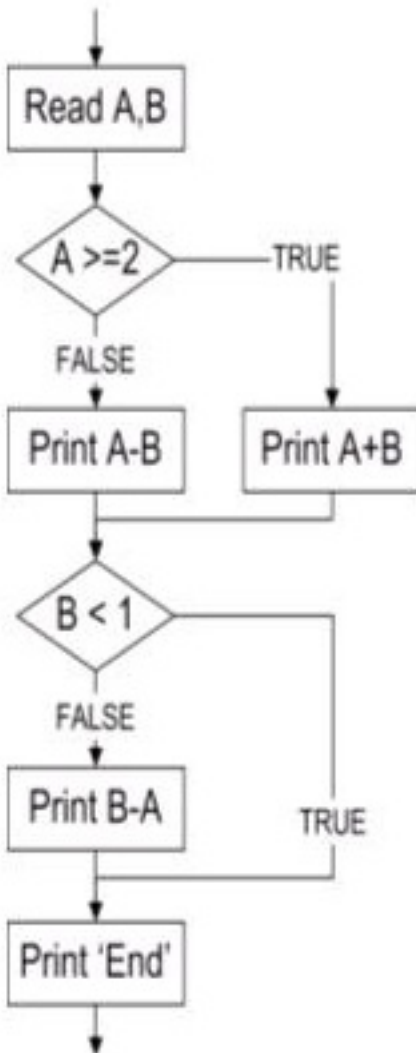 Read A,B
A >=2
TRUE
FALSE
Print A-B
Print A+B
B < 1
FALSE
Print B-A
TRUE
Print ‘End’